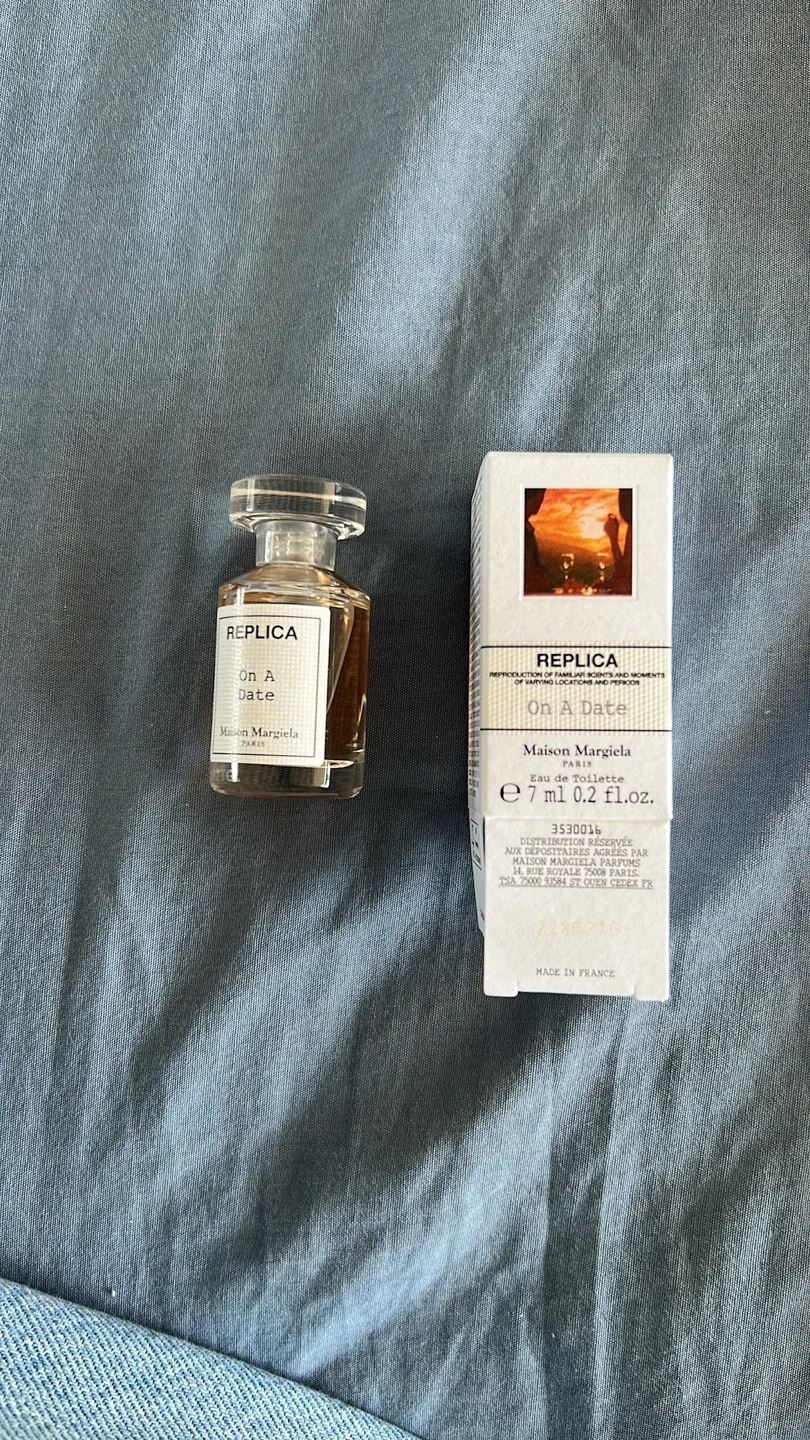 REPLICA
On A
Date
Maison Margiela
PARIS
REPLICA
REPRODUCTION OF FAMILIAR SCENTS AND MOMENTS
OF VARYING LOCATIONS AND PERIODS
On A Date
Maison Margiela
PARIS
Eau de Toilette
℮ 7 ml 0.2 fl.oz.
3530016
DISTRIBUTION RÉSERVÉE
AUX DÉPOSITAIRES AGRÉÉS PAR
MAISON MARGIELA PARFUMS
14, RUE ROYALE 75008 PARIS.
TSA 75000 93584 ST OUEN CEDEX FR
MADE IN FRANCE